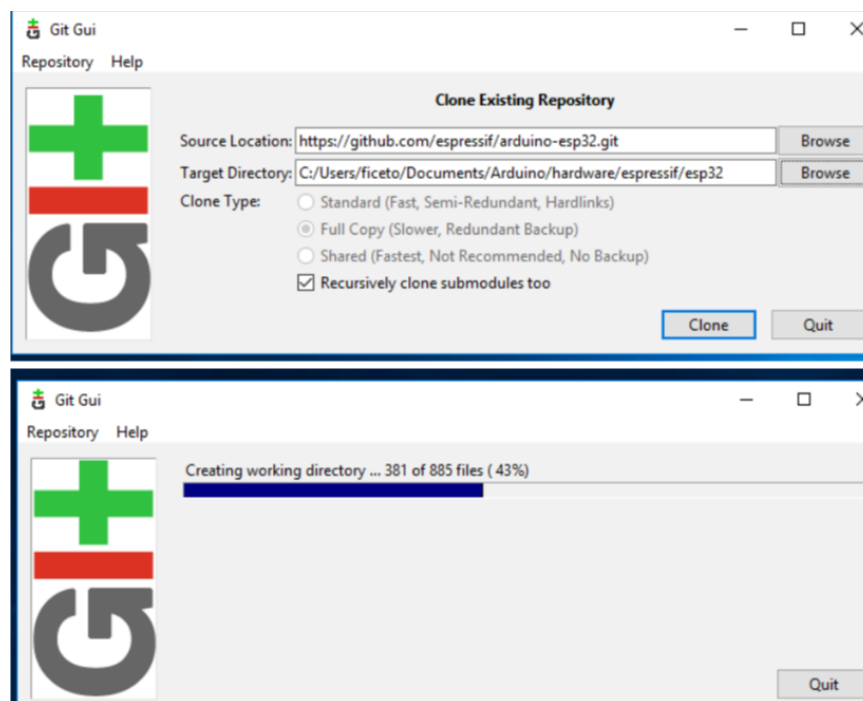 Git Gui
Repository Help
Clone Existing Repository
Source Location: https://github.com/espressif/arduino-esp32.git Browse
Target Directory: C:/Users/ficeto/Documents/Arduino/hardware/espressif/esp32 Browse
Clone Type: Standard (Fast, Semi-Redundant, Hardlinks)
Full Copy (Slower, Redundant Backup)
Shared (Fastest, Not Recommended, No Backup)
Recursively clone submodules too
Clone Quit
GIt
Git Gui
Repository Help
Creating working directory ... 381 of 885 files ( 43%)
GIt
Quit